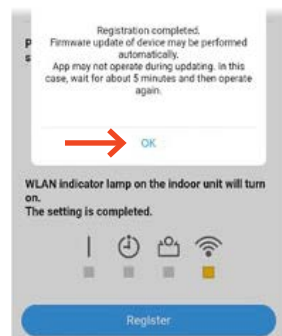 Registration completed.
Firmware update of device may be performed
automatically.
App may not operate during updating. In this
case, wait for about 5 minutes and then operate
again.
OK
P
s
WLAN indicator lamp on the indoor unit will turn
on.
The setting is completed.
Register